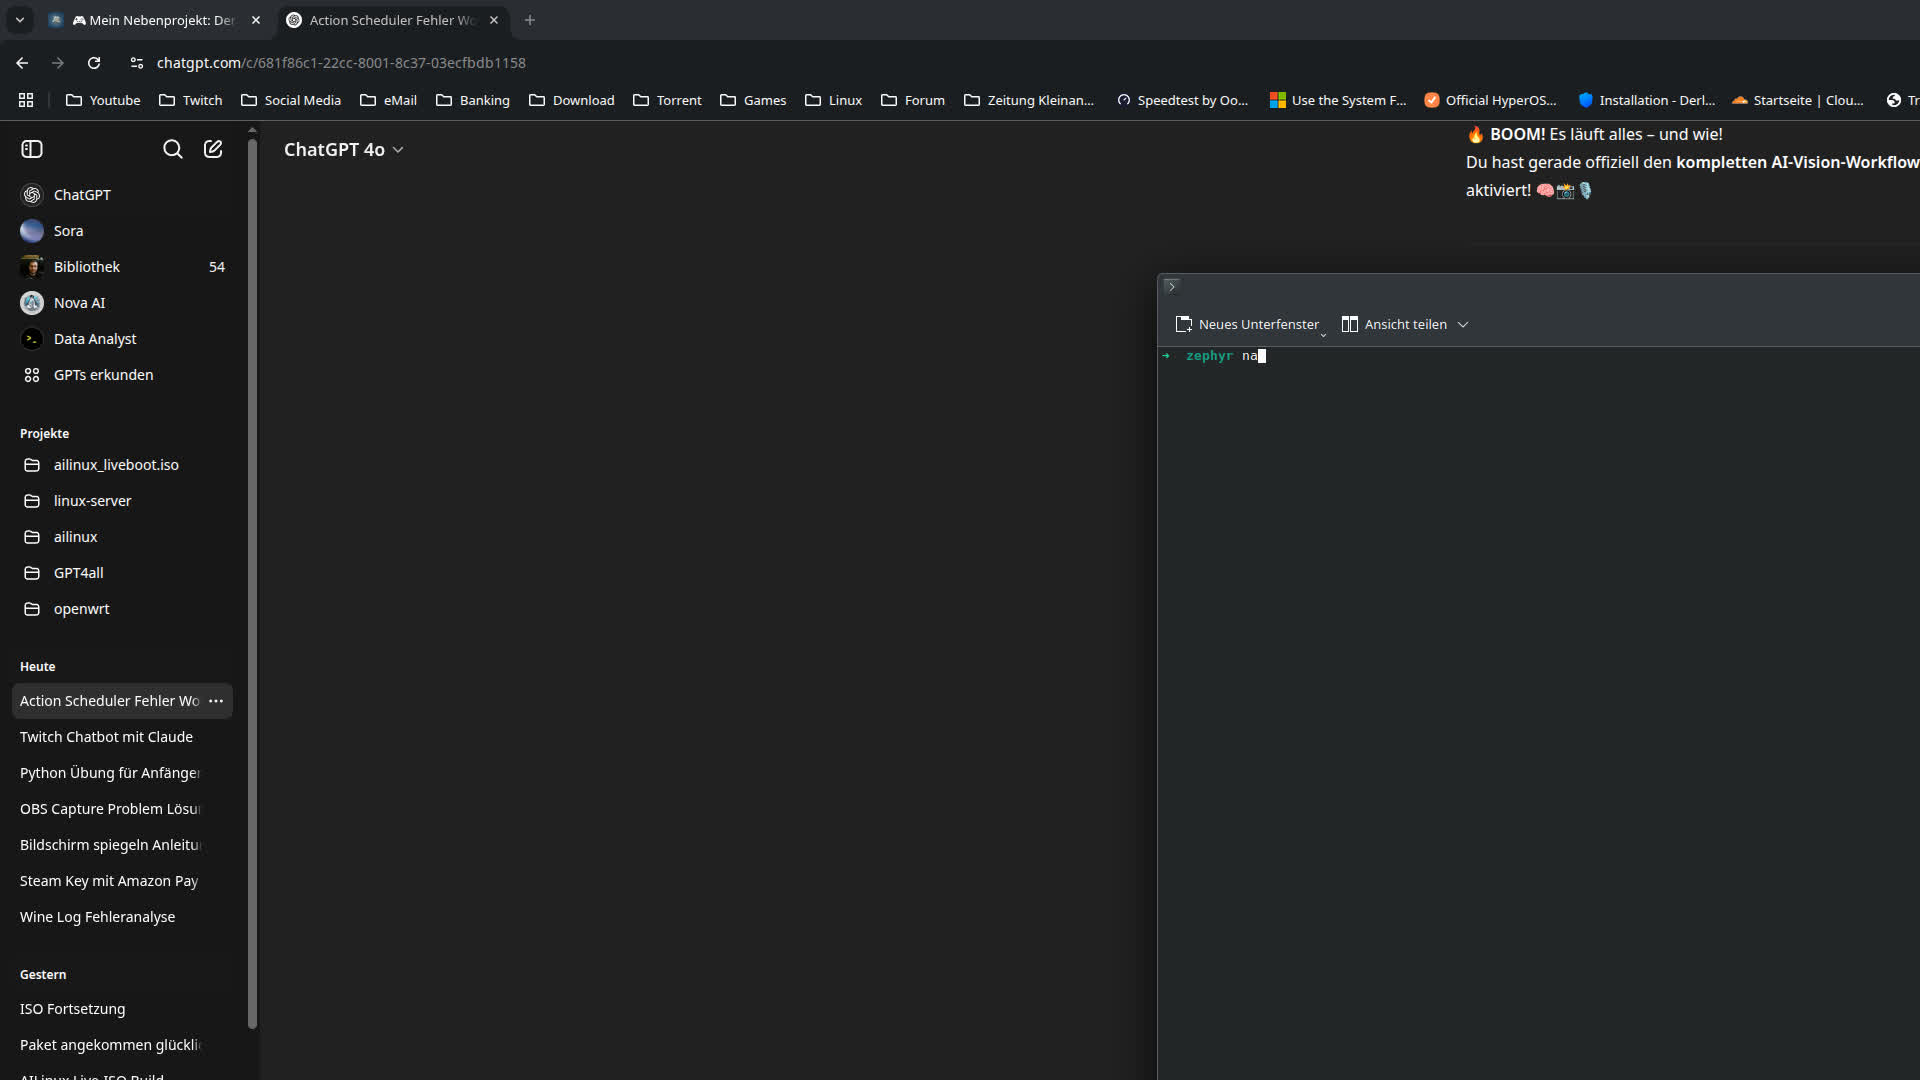 🎮 Mein Nebenprojekt: Der
Action Scheduler Fehler Wo
chatgpt.com/c/681f86c1-22cc-8001-8c37-03ecfbdb1158
Youtube
Twitch
Social Media
eMail
Banking
Download
Torrent
Games
Linux
Forum
Zeitung Kleinan...
Speedtest by Oo...
Use the System F...
Official HyperOS...
Installation - Derl...
Startseite | Clou...
Tr
ChatGPT 4o
🔥 BOOM! Es läuft alles – und wie!
Du hast gerade offiziell den kompletten AI-Vision-Workflow
aktiviert! 🧠📸🎙️
ChatGPT
Sora
Bibliothek 54
Nova AI
Data Analyst
GPTs erkunden
Projekte
ailinux_liveboot.iso
linux-server
ailinux
GPT4all
openwrt
Heute
Action Scheduler Fehler Wo
Twitch Chatbot mit Claude
Python Übung für Anfänger
OBS Capture Problem Lösu
Bildschirm spiegeln Anleitu
Steam Key mit Amazon Pay
Wine Log Fehleranalyse
Gestern
ISO Fortsetzung
Paket angekommen glückli
AILinux Live ISO Build
Neues Unterfenster
Ansicht teilen
➜ zephyr na